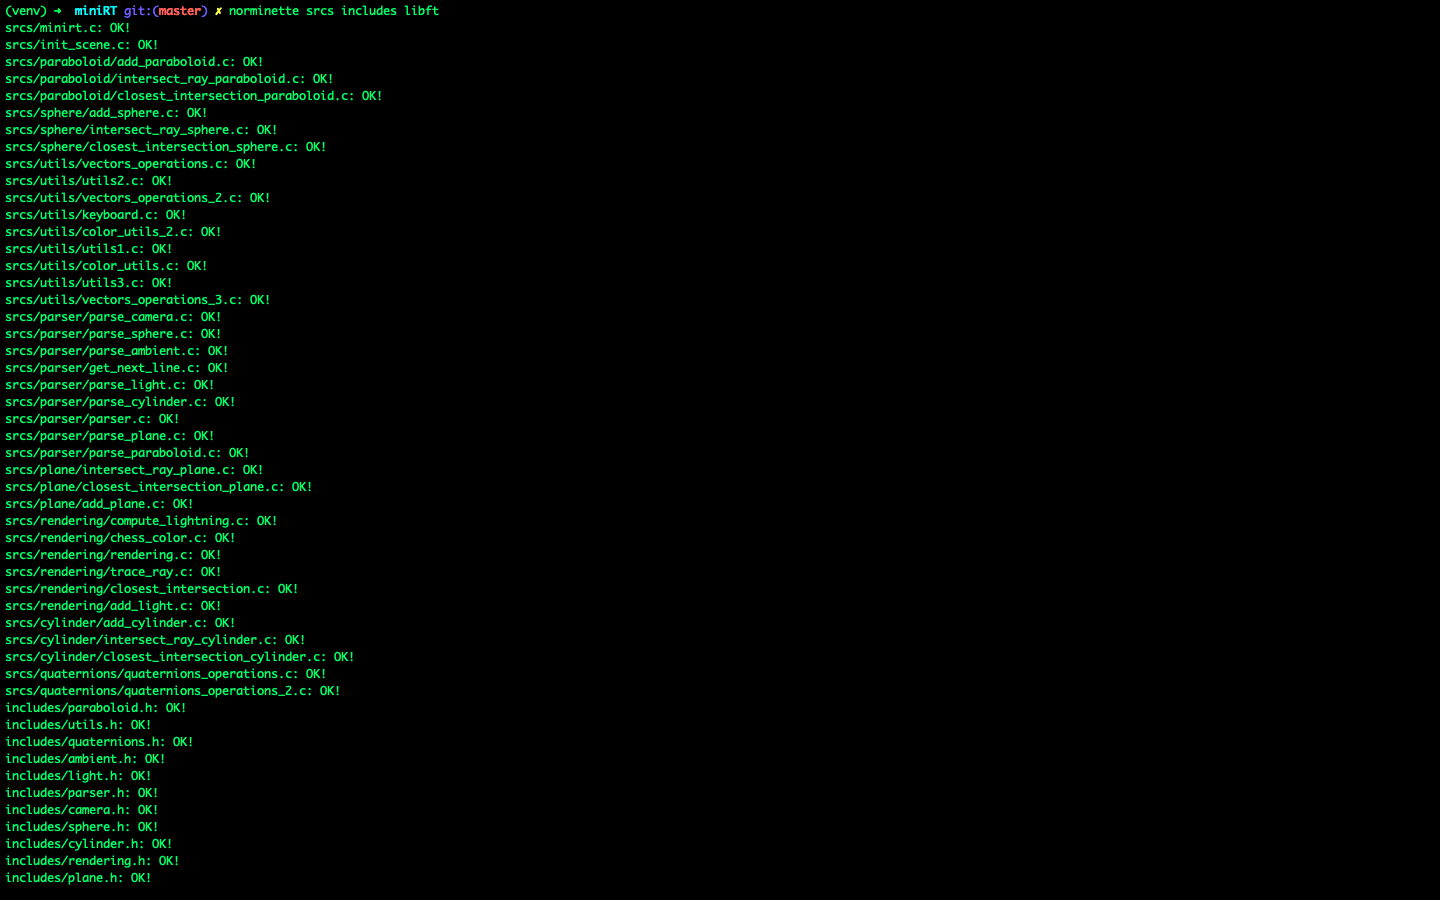 (venv) ➜  miniRT git:(master) ✗ norminette srcs includes libft
srcs/minirt.c: OK!
srcs/init_scene.c: OK!
srcs/paraboloid/add_paraboloid.c: OK!
srcs/paraboloid/intersect_ray_paraboloid.c: OK!
srcs/paraboloid/closest_intersection_paraboloid.c: OK!
srcs/sphere/add_sphere.c: OK!
srcs/sphere/intersect_ray_sphere.c: OK!
srcs/sphere/closest_intersection_sphere.c: OK!
srcs/utils/vectors_operations.c: OK!
srcs/utils/utils2.c: OK!
srcs/utils/vectors_operations_2.c: OK!
srcs/utils/keyboard.c: OK!
srcs/utils/color_utils_2.c: OK!
srcs/utils/utils1.c: OK!
srcs/utils/color_utils.c: OK!
srcs/utils/utils3.c: OK!
srcs/utils/vectors_operations_3.c: OK!
srcs/parser/parse_camera.c: OK!
srcs/parser/parse_sphere.c: OK!
srcs/parser/parse_ambient.c: OK!
srcs/parser/get_next_line.c: OK!
srcs/parser/parse_light.c: OK!
srcs/parser/parse_cylinder.c: OK!
srcs/parser/parser.c: OK!
srcs/parser/parse_plane.c: OK!
srcs/parser/parse_paraboloid.c: OK!
srcs/plane/intersect_ray_plane.c: OK!
srcs/plane/closest_intersection_plane.c: OK!
srcs/plane/add_plane.c: OK!
srcs/rendering/compute_lightning.c: OK!
srcs/rendering/chess_color.c: OK!
srcs/rendering/rendering.c: OK!
srcs/rendering/trace_ray.c: OK!
srcs/rendering/closest_intersection.c: OK!
srcs/rendering/add_light.c: OK!
srcs/cylinder/add_cylinder.c: OK!
srcs/cylinder/intersect_ray_cylinder.c: OK!
srcs/cylinder/closest_intersection_cylinder.c: OK!
srcs/quaternions/quaternions_operations.c: OK!
srcs/quaternions/quaternions_operations_2.c: OK!
includes/paraboloid.h: OK!
includes/utils.h: OK!
includes/quaternions.h: OK!
includes/ambient.h: OK!
includes/light.h: OK!
includes/parser.h: OK!
includes/camera.h: OK!
includes/sphere.h: OK!
includes/cylinder.h: OK!
includes/rendering.h: OK!
includes/plane.h: OK!